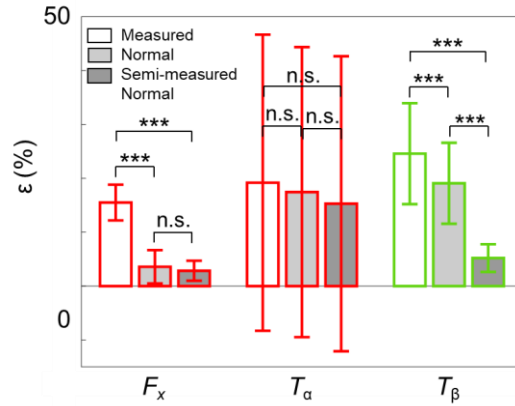 50
Measured
Normal
Semi-measured
Normal
ε (%)
0
***
***
n.s.
n.s.
n.s.
n.s.
***
***
***
Fx
Tα
Tβ